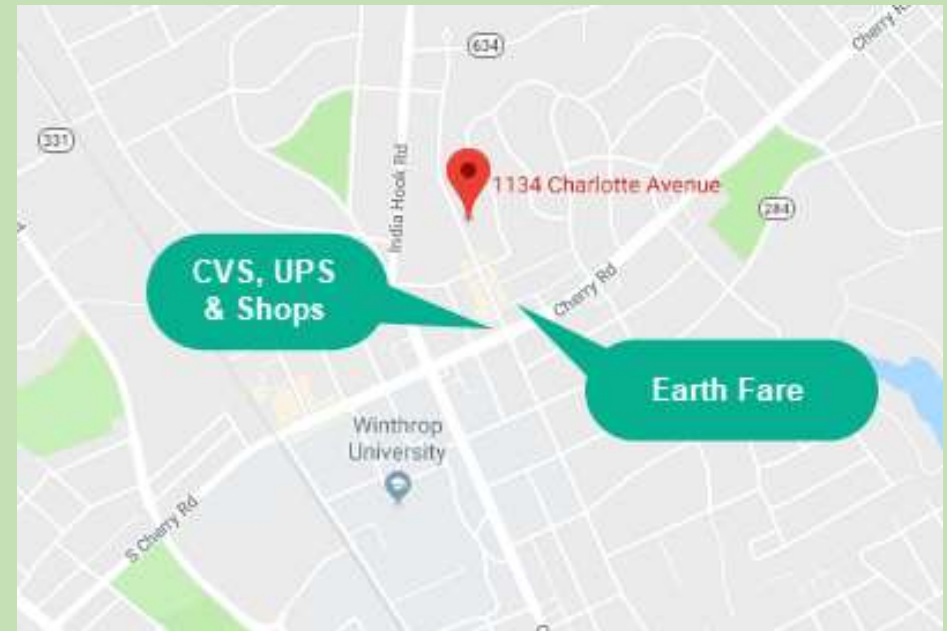 634
Cherry Rd
331
India Hook Rd
1134 Charlotte Avenue
284
CVS, UPS
& Shops
Cherry Rd
Earth Fare
Winthrop
University
S Cherry Rd